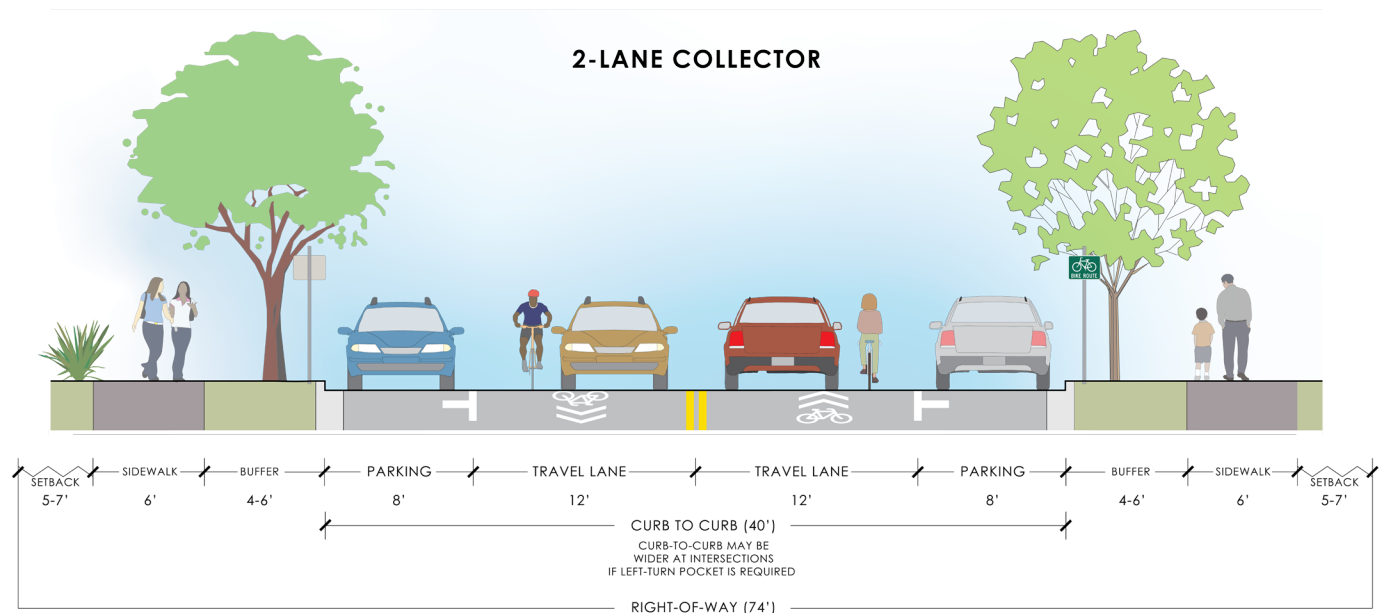 2-LANE COLLECTOR
BIKE ROUTE
SETBACK SIDEWALK BUFFER PARKING TRAVEL LANE TRAVEL LANE PARKING BUFFER SIDEWALK SETBACK
5-7' 6' 4-6' 8' 12' 12' 8' 4-6' 6' 5-7'
CURB TO CURB (40')
CURB-TO-CURB MAY BE
WIDER AT INTERSECTIONS
IF LEFT-TURN POCKET IS REQUIRED
RIGHT-OF-WAY (74')